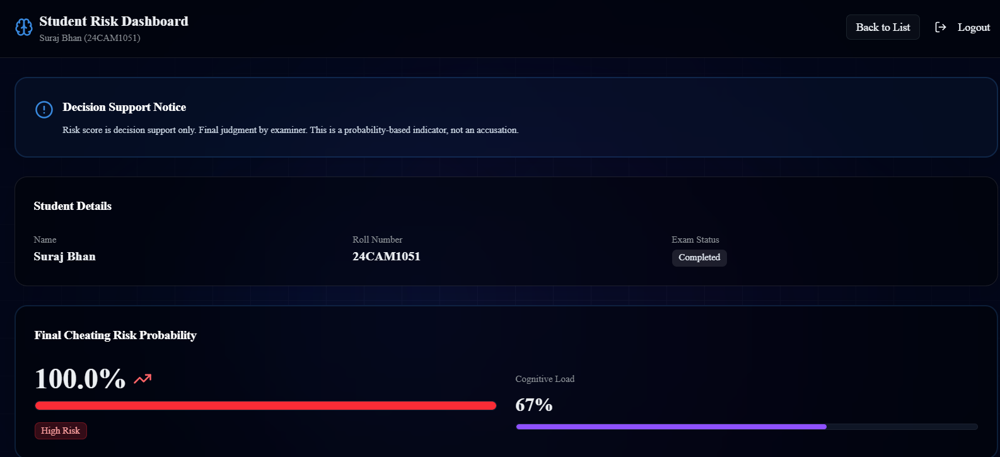 Student Risk Dashboard
Suraj Bhan (24CAM1051)
Back to List
Logout
Decision Support Notice
Risk score is decision support only. Final judgment by examiner. This is a probability-based indicator, not an accusation.
Student Details
Name
Suraj Bhan
Roll Number
24CAM1051
Exam Status
Completed
Final Cheating Risk Probability
100.0%
High Risk
Cognitive Load
67%